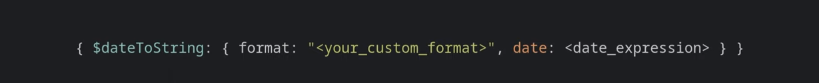 { $dateToString: { format: "<your_custom_format>", date: <date_expression> } }